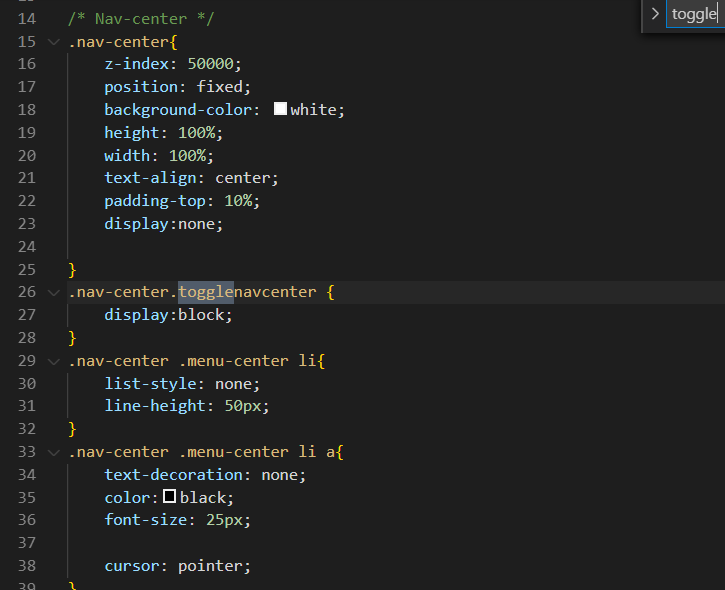 toggle
14 /* Nav-center */
15 .nav-center{
16 z-index: 50000;
17 position: fixed;
18 background-color: white;
19 height: 100%;
20 width: 100%;
21 text-align: center;
22 padding-top: 10%;
23 display:none;
24
25 }
26 .nav-center.togglenavcenter {
27 display:block;
28 }
29 .nav-center .menu-center li{
30 list-style: none;
31 line-height: 50px;
32 }
33 .nav-center .menu-center li a{
34 text-decoration: none;
35 color:black;
36 font-size: 25px;
37
38 cursor: pointer;
39 }